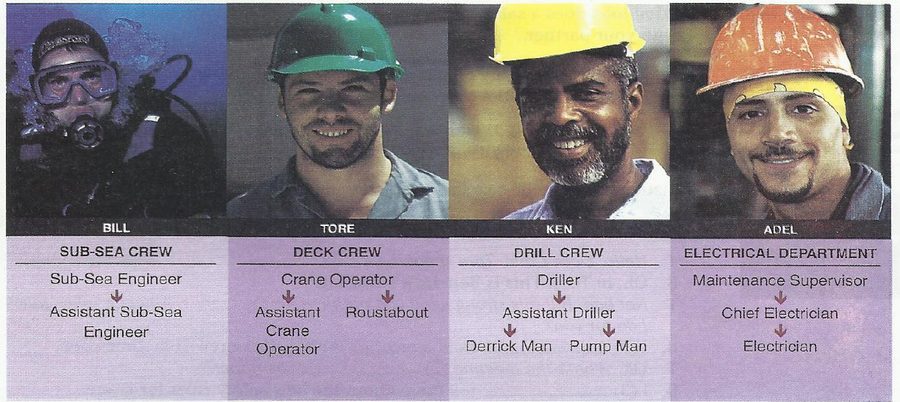 BILL
TORE
KEN
ADEL
SUB-SEA CREW
Sub-Sea Engineer
Assistant Sub-Sea
Engineer
DECK CREW
Crane Operator
Assistant
Crane
Operator
Roustabout
DRILL CREW
Driller
Assistant Driller
Derrick Man
Pump Man
ELECTRICAL DEPARTMENT
Maintenance Supervisor
Chief Electrician
Electrician